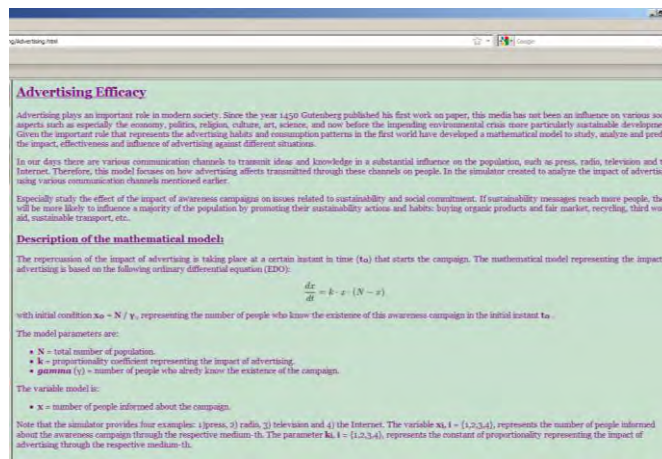 ng/Advertising.html
Google
Advertising Efficacy
Advertising plays an important role in modern society. Since the year 1450 Gutenberg published his first work on paper, this media has not been an influence on various so
aspects such as especially the economy, politics, religion, culture, art, science, and now before the impending environmental crisis more particularly sustainable developme
Given the important role that represents the advertising habits and consumption patterns in the first world have developed a mathematical model to study, analyze and pred
the impact, effectiveness and influence of advertising against different situations.
In our days there are various communication channels to transmit ideas and knowledge in a substantial influence on the population, such as press, radio, television and t
Internet. Therefore, this model focuses on how advertising affects transmitted through these channels on people. In the simulator created to analyze the impact of advertis
using various communication channels mentioned earlier.
Especially study the effect of the impact of awareness campaigns on issues related to sustainability and social commitment. If sustainability messages reach more people, the
will be more likely to influence a majority of the population by promoting their sustainability actions and habits: buying organic products and fair market, recycling, third wo
aid, sustainable transport, etc..
Description of the mathematical model:
The repercussion of the impact of advertising is taking place at a certain instant in time (t0) that starts the campaign. The mathematical model representing the impac
advertising is based on the following ordinary differential equation (EDO):
dx/dt = k · x · (N − x)
with initial condition x0 = N / γ., representing the number of people who know the existence of this awareness campaign in the initial instant t0 .
The model parameters are:
• N = total number of population.
• k = proportionality coefficient representing the impact of advertising.
• gamma (γ) = number of people who alredy know the existence of the campaign.
The variable model is:
• x = number of people informed about the campaign.
Note that the simulator provides four examples: 1)press, 2) radio, 3) television and 4) the Internet. The variable xi, i = {1,2,3,4}, represents the number of people informed
about the awareness campaign through the respective medium-th. The parameter ki, i = {1,2,3,4}, represents the constant of proportionality representing the impact of
advertising through the respective medium-th.